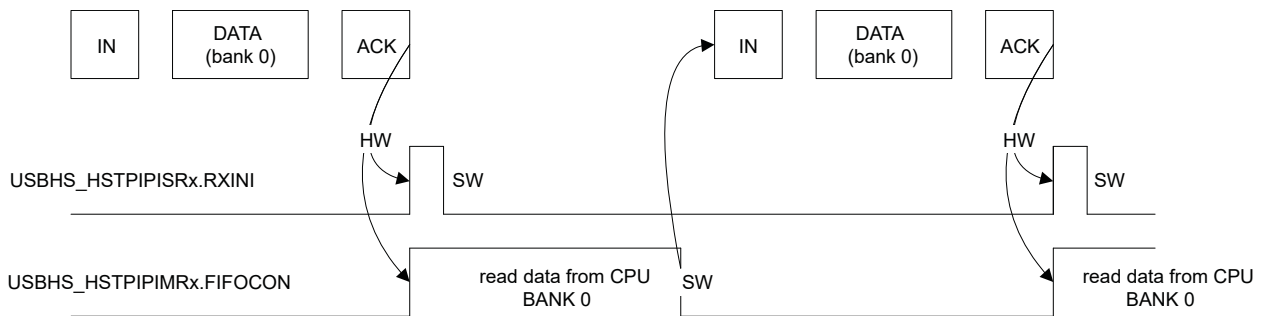 IN
DATA
(bank 0)
ACK
IN
DATA
(bank 0)
ACK
HW
HW
USBHS_HSTPIPISRx.RXINI
SW
SW
USBHS_HSTPIPIMRx.FIFOCON
read data from CPU
BANK 0
SW
read data from CPU
BANK 0